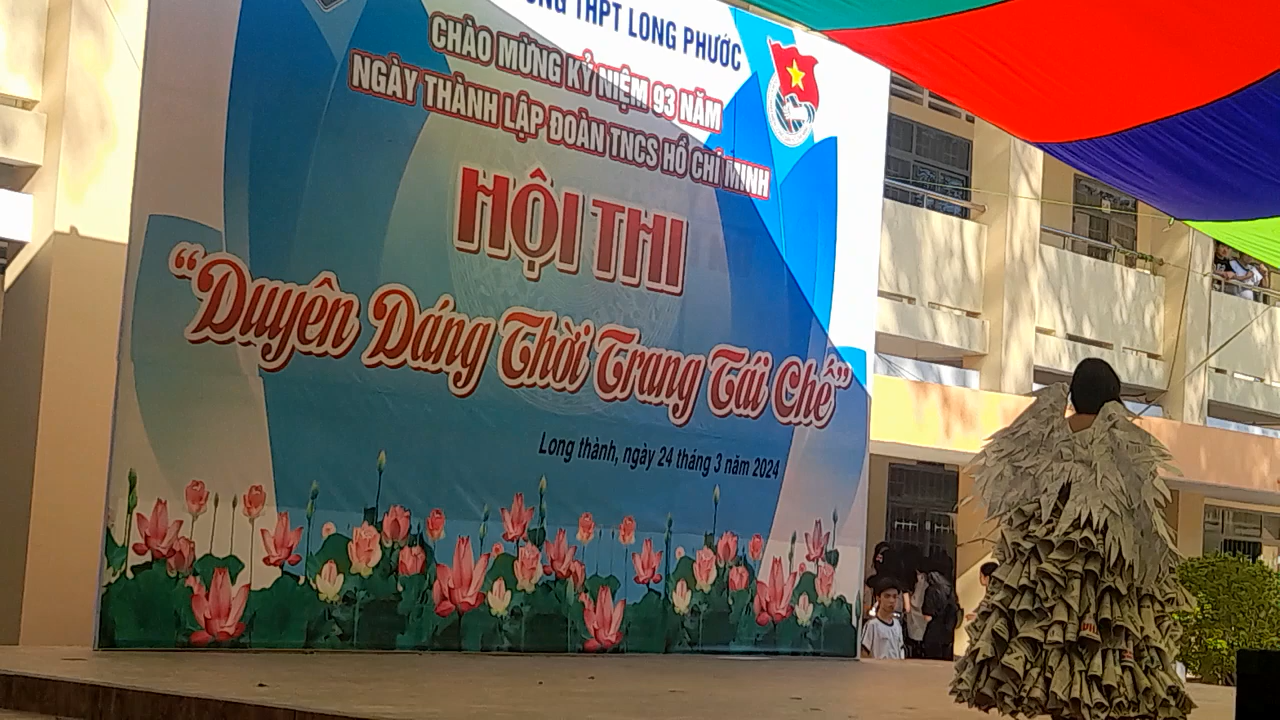 THPT LONG PHƯỚC
CHÀO MỪNG KỶ NIỆM 93 NĂM
NGÀY THÀNH LẬP ĐOÀN TNCS HỒ CHÍ MINH
HỘI THI
“Duyên Dáng Thời Trang Tái Chế”
Long thành, ngày 24 tháng 3 năm 2024